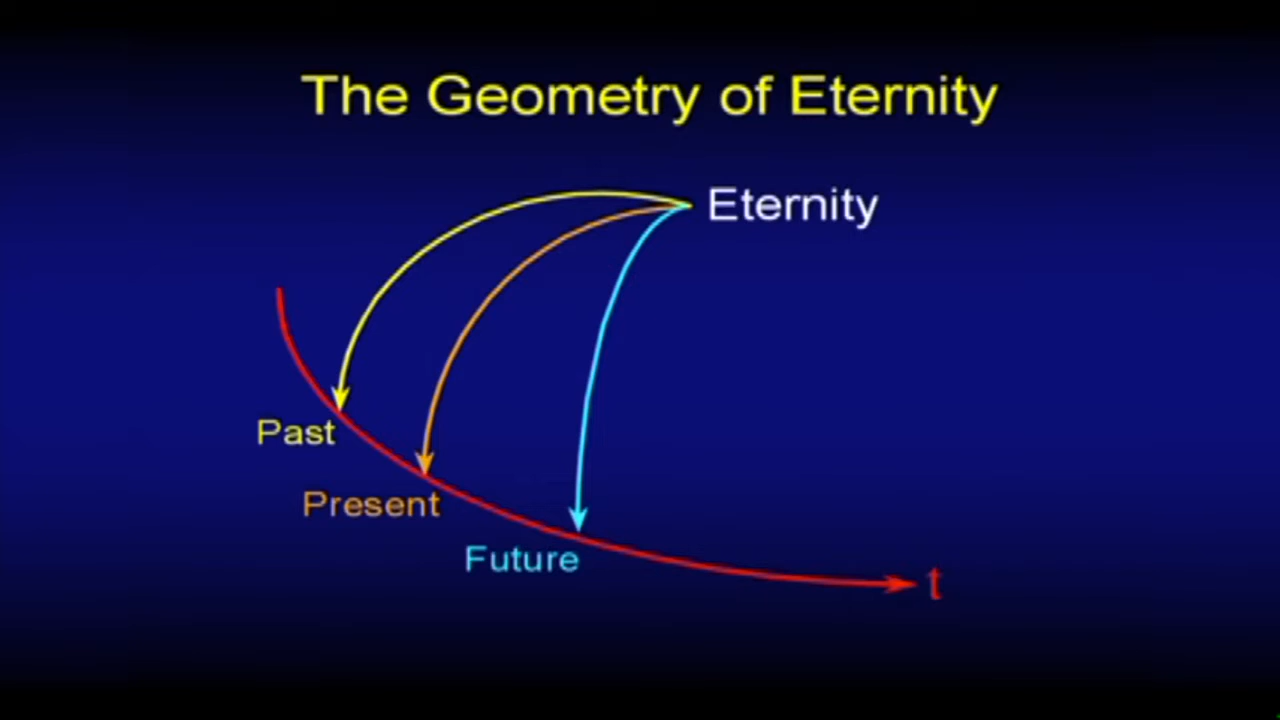 The Geometry of Eternity
Eternity
Past
Present
Future
t